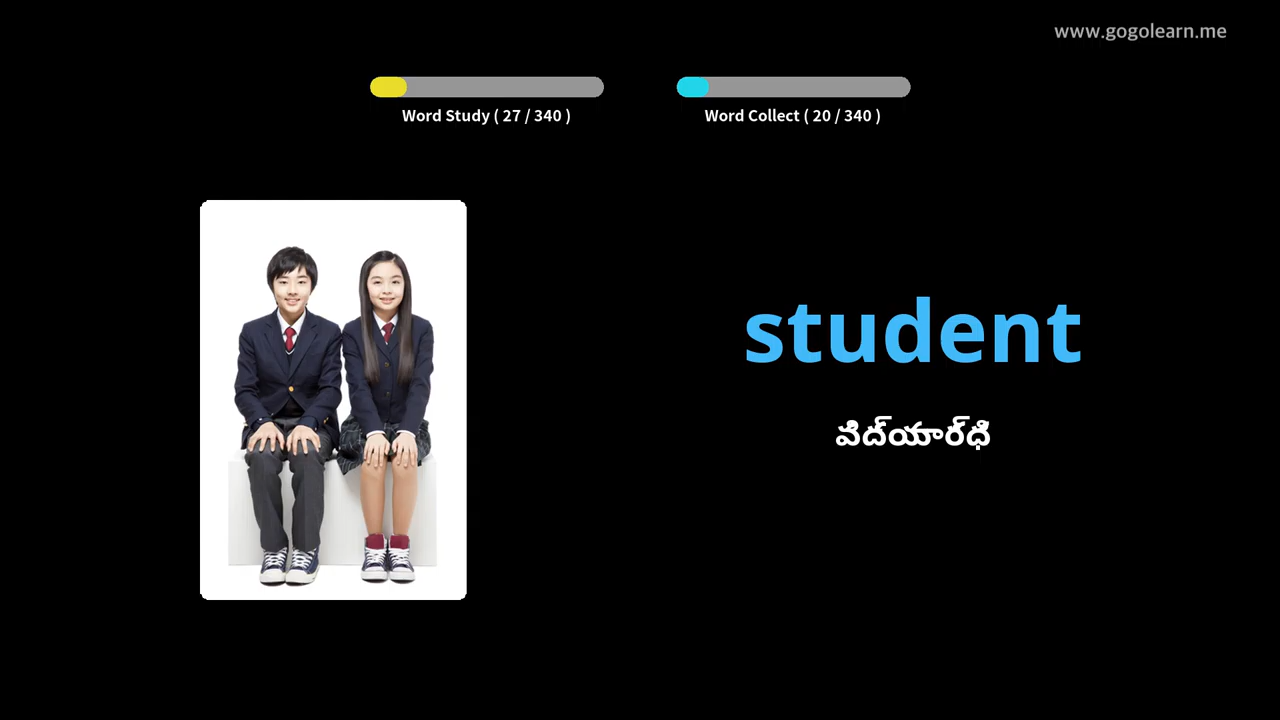 www.gogolearn.me
Word Study ( 27 / 340 )
Word Collect ( 20 / 340 )
student
విద్‌యార్‌ధి